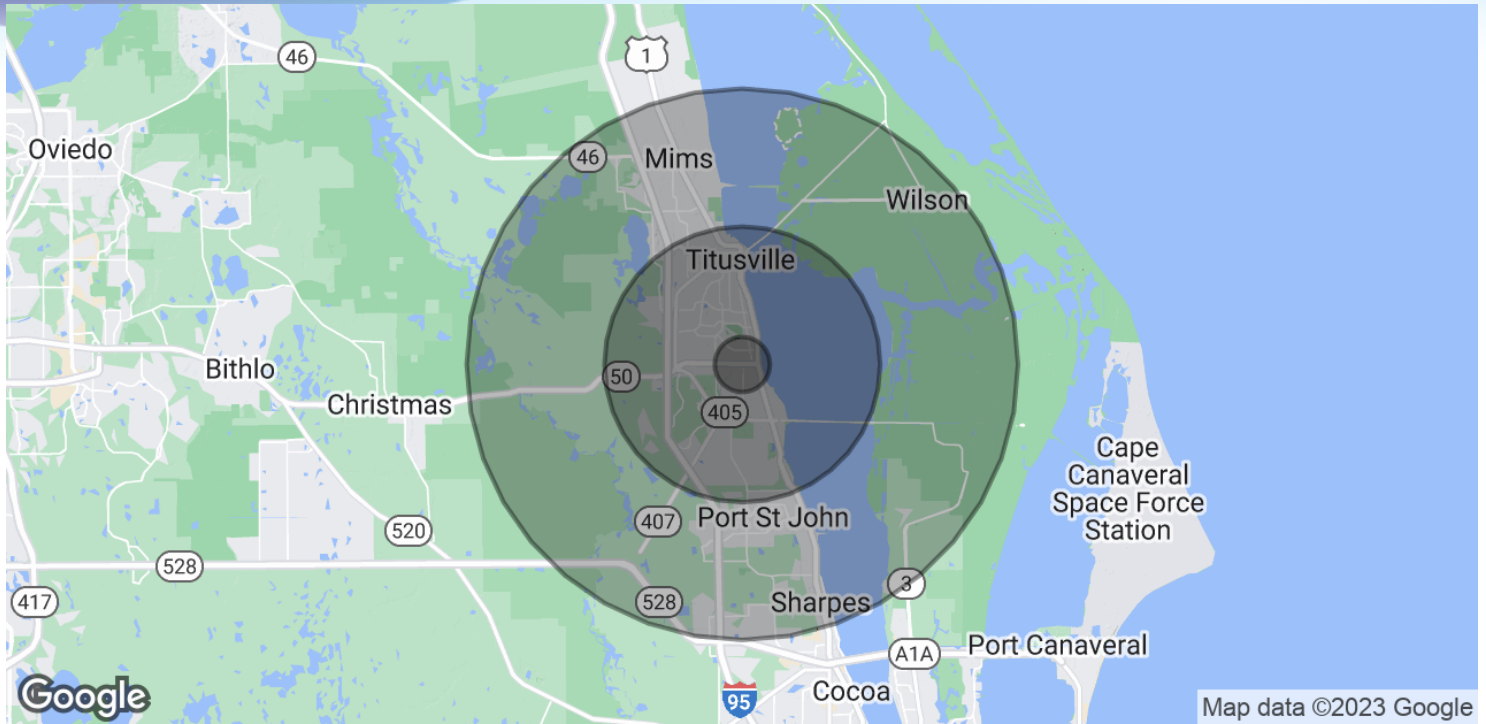 46
1
Oviedo
46
Mims
Wilson
Titusville
Bithlo
50
Christmas
405
Cape
Canaveral
Space Force
Station
407
Port St John
520
528
417
528
3
Sharpes
A1A
Port Canaveral
95
Cocoa
Google
Map data ©2023 Google